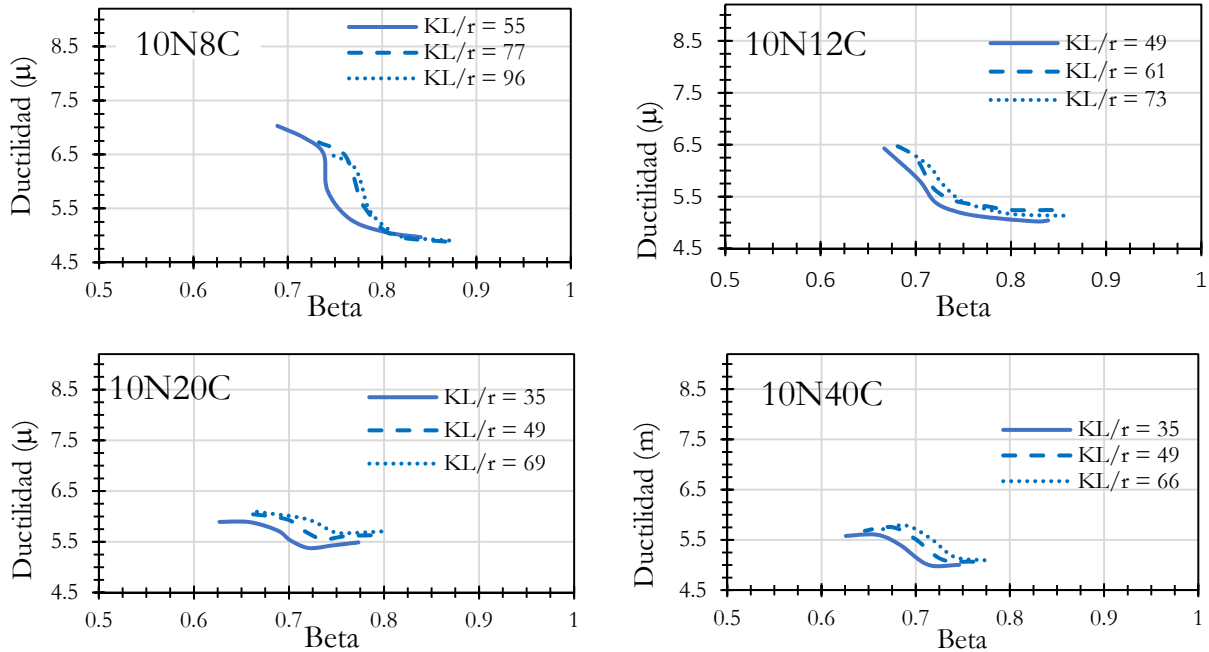 10N8C
KL/r = 55
KL/r = 77
KL/r = 96
Ductilidad (μ)
8.5
7.5
6.5
5.5
4.5
0.5 0.6 0.7 0.8 0.9 1
Beta
10N12C
KL/r = 49
KL/r = 61
KL/r = 73
Ductilidad (μ)
8.5
7.5
6.5
5.5
4.5
0.5 0.6 0.7 0.8 0.9 1
Beta
10N20C
KL/r = 35
KL/r = 49
KL/r = 69
Ductilidad (μ)
8.5
7.5
6.5
5.5
4.5
0.5 0.6 0.7 0.8 0.9 1
Beta
10N40C
KL/r = 35
KL/r = 49
KL/r = 66
Ductilidad (m)
8.5
7.5
6.5
5.5
4.5
0.5 0.6 0.7 0.8 0.9 1
Beta